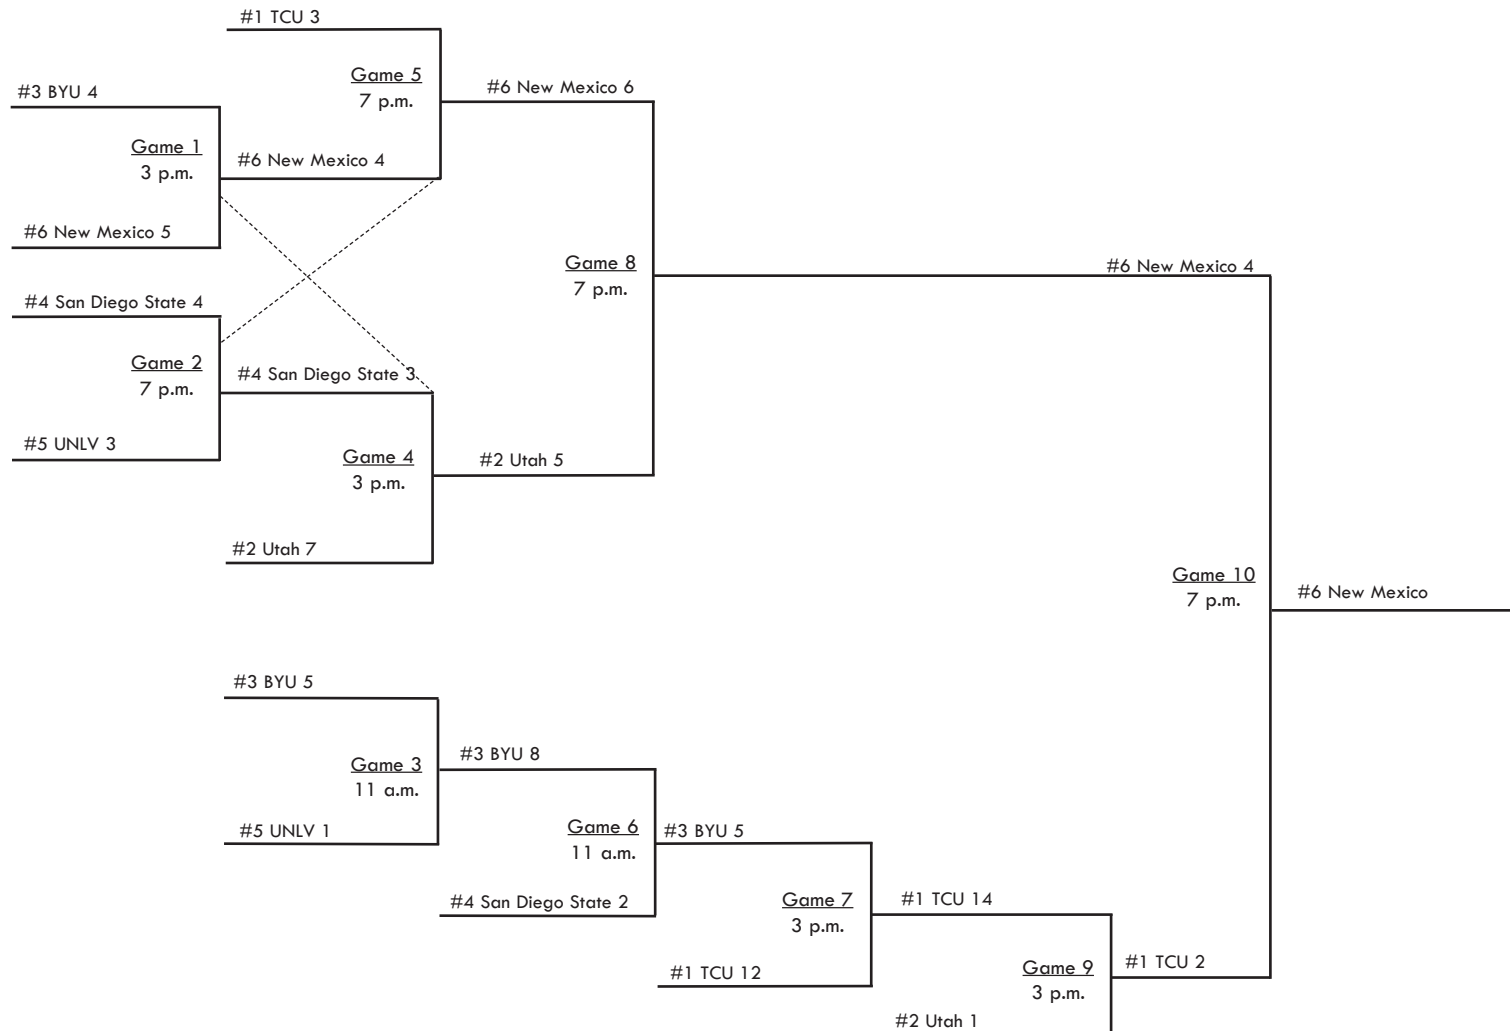 #1 TCU 3
Game 5
7 p.m.
#6 New Mexico 6
#3 BYU 4
Game 1
3 p.m.
#6 New Mexico 4
#6 New Mexico 5
Game 8
7 p.m.
#6 New Mexico 4
#4 San Diego State 4
Game 2
7 p.m.
#4 San Diego State 3
#5 UNLV 3
Game 4
3 p.m.
#2 Utah 5
#2 Utah 7
Game 10
7 p.m.
#6 New Mexico
#3 BYU 5
Game 3
11 a.m.
#3 BYU 8
#5 UNLV 1
Game 6
11 a.m.
#3 BYU 5
#4 San Diego State 2
Game 7
3 p.m.
#1 TCU 14
#1 TCU 12
Game 9
3 p.m.
#1 TCU 2
#2 Utah 1